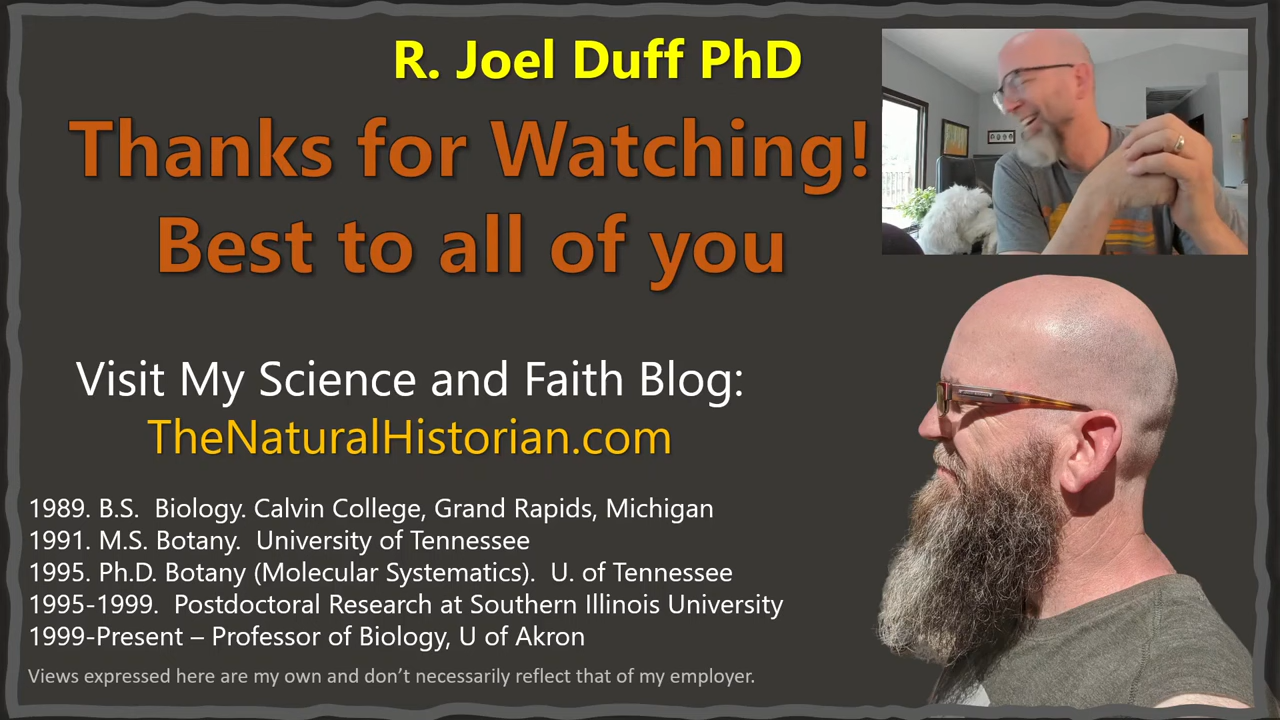 R. Joel Duff PhD
Thanks for Watching!
Best to all of you
Visit My Science and Faith Blog:
TheNaturalHistorian.com
1989. B.S.  Biology. Calvin College, Grand Rapids, Michigan
1991. M.S. Botany.  University of Tennessee
1995. Ph.D. Botany (Molecular Systematics).  U. of Tennessee
1995-1999.  Postdoctoral Research at Southern Illinois University
1999-Present – Professor of Biology, U of Akron
Views expressed here are my own and don’t necessarily reflect that of my employer.